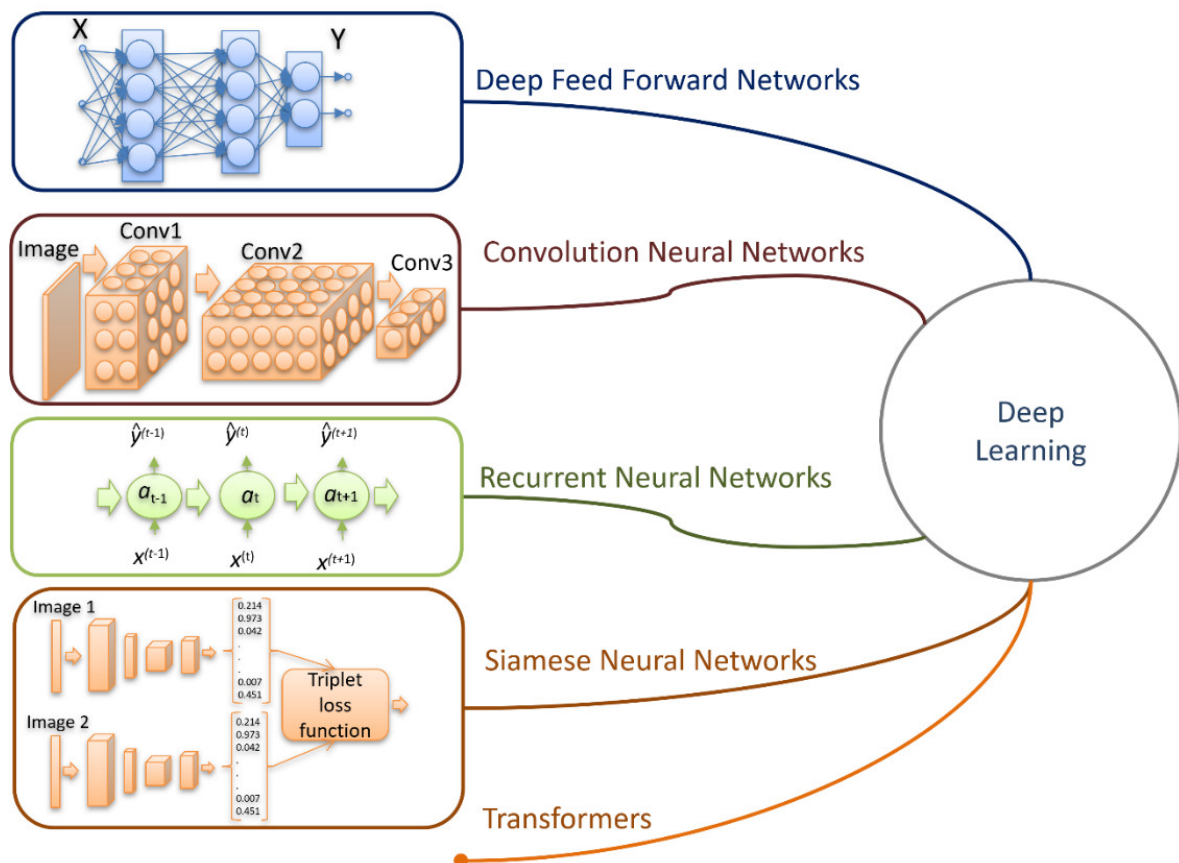 X
Y
Deep Feed Forward Networks
Image
Conv1
Conv2
Conv3
Convolution Neural Networks
ŷ(t-1)
ŷ(t)
ŷ(t+1)
at-1
at
at+1
x(t-1)
x(t)
x(t+1)
Recurrent Neural Networks
Deep
Learning
Image 1
0.214
0.973
0.042
.
.
.
0.007
0.451
Image 2
0.214
0.973
0.042
.
.
.
0.007
0.451
Triplet
loss
function
Siamese Neural Networks
Transformers